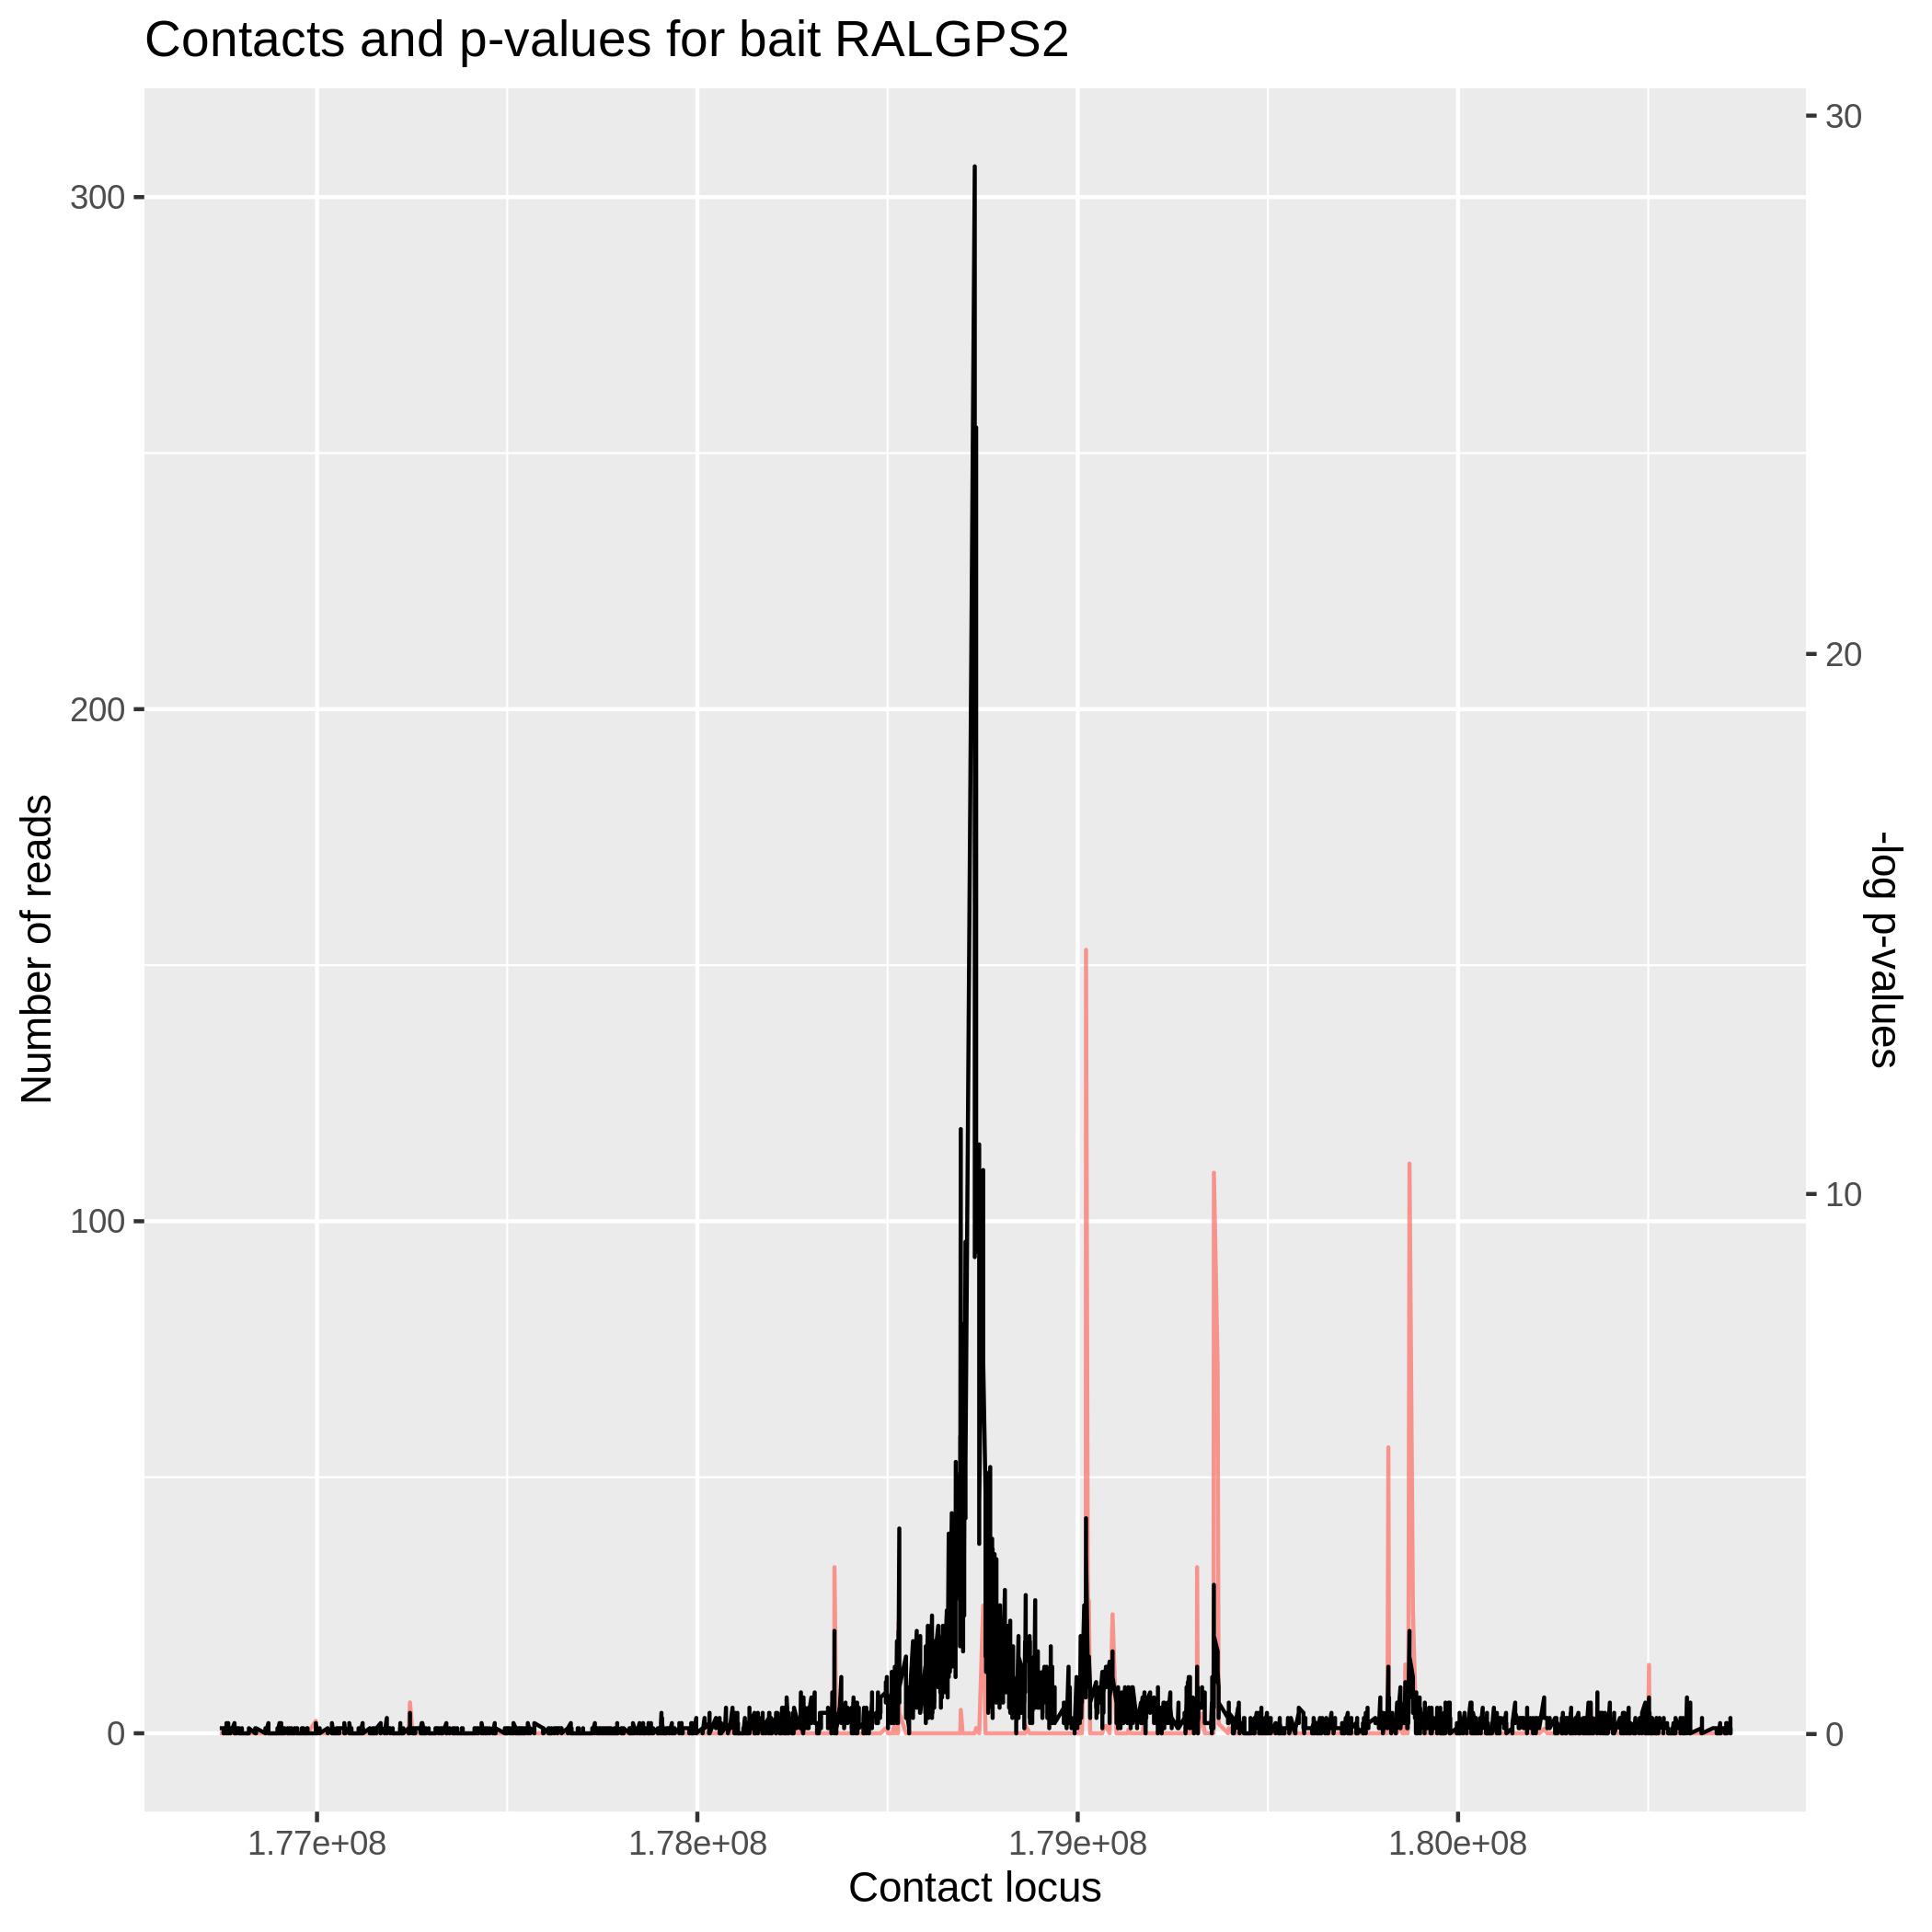 Contacts and p-values for bait RALGPS2
300
200
100
0
Number of reads
30
20
10
0
-log p-values
1.77e+08
1.78e+08
1.79e+08
1.80e+08
Contact locus